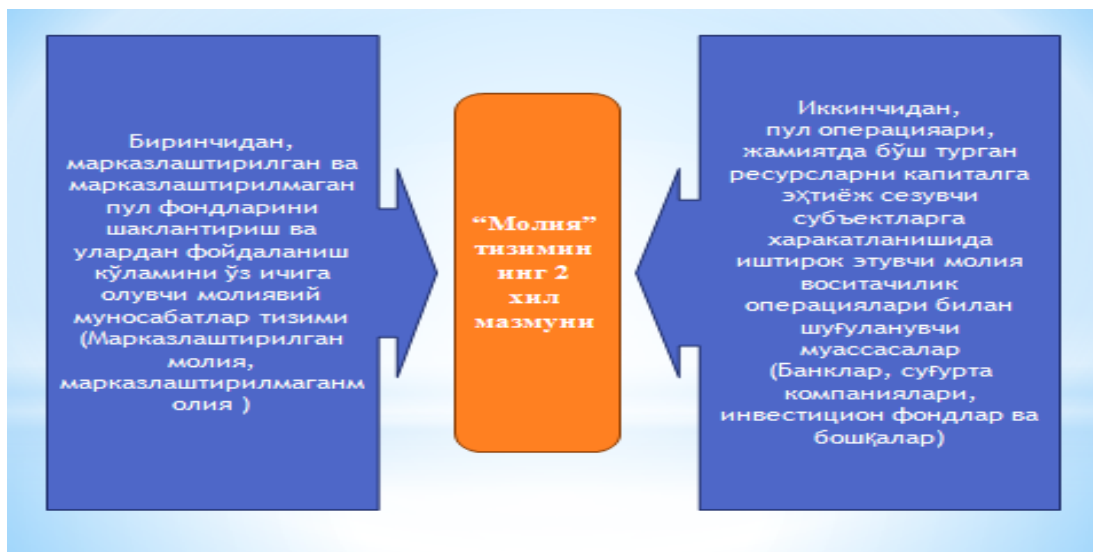 Биринчидан,
марказлаштирилган ва
марказлаштирилмаган
пул фондларини
шаклантириш ва
улардан фойдаланиш
кўламини ўз ичига
олувчи молиявий
муносабатлар тизими
(Марказлаштирилган
молия,
марказлаштирилмаганм
олия )
“Молия”
тизимин
инг 2
хил
мазмуни
Иккинчидан,
пул операцияари,
жамиятда бўш турган
ресурсларни капиталга
эҳтиёж сезувчи
субъектларга
харакатланишида
иштирок этувчи молия
воситачилик
операциялари билан
шуғуланувчи
муассасалар
(Банклар, суғурта
компаниялари,
инвестицион фондлар ва
бошқалар)